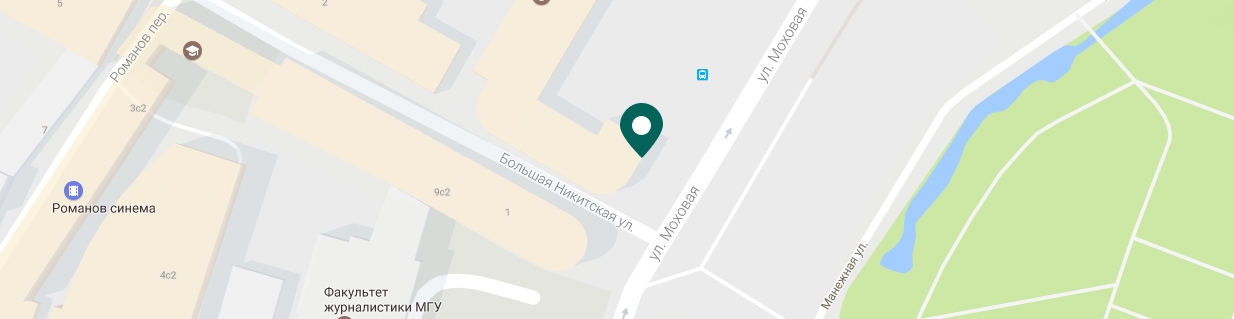 5
2
Романов пер.
ул. Моховая
3с2
7
Большая Никитская ул.
9с2
Романов синема
1
ул. Моховая
Манежная ул.
4с2
Факультет
журналистики МГУ